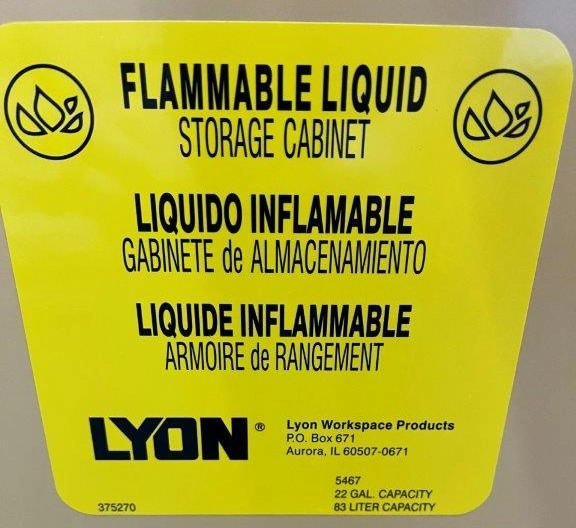 FLAMMABLE LIQUID
STORAGE CABINET
LIQUIDO INFLAMABLE
GABINETE de ALMACENAMIENTO
LIQUIDE INFLAMMABLE
ARMOIRE de RANGEMENT
LYON®
Lyon Workspace Products
P.O. Box 671
Aurora, IL 60507-0671
5467
22 GAL. CAPACITY
83 LITER CAPACITY
375270